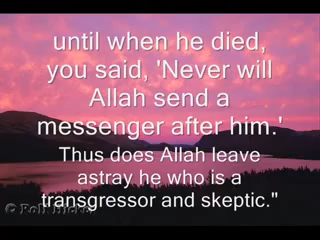 until when he died,
you said, 'Never will
Allah send a
messenger after him.'
Thus does Allah leave
astray he who is a
transgressor and skeptic."
©